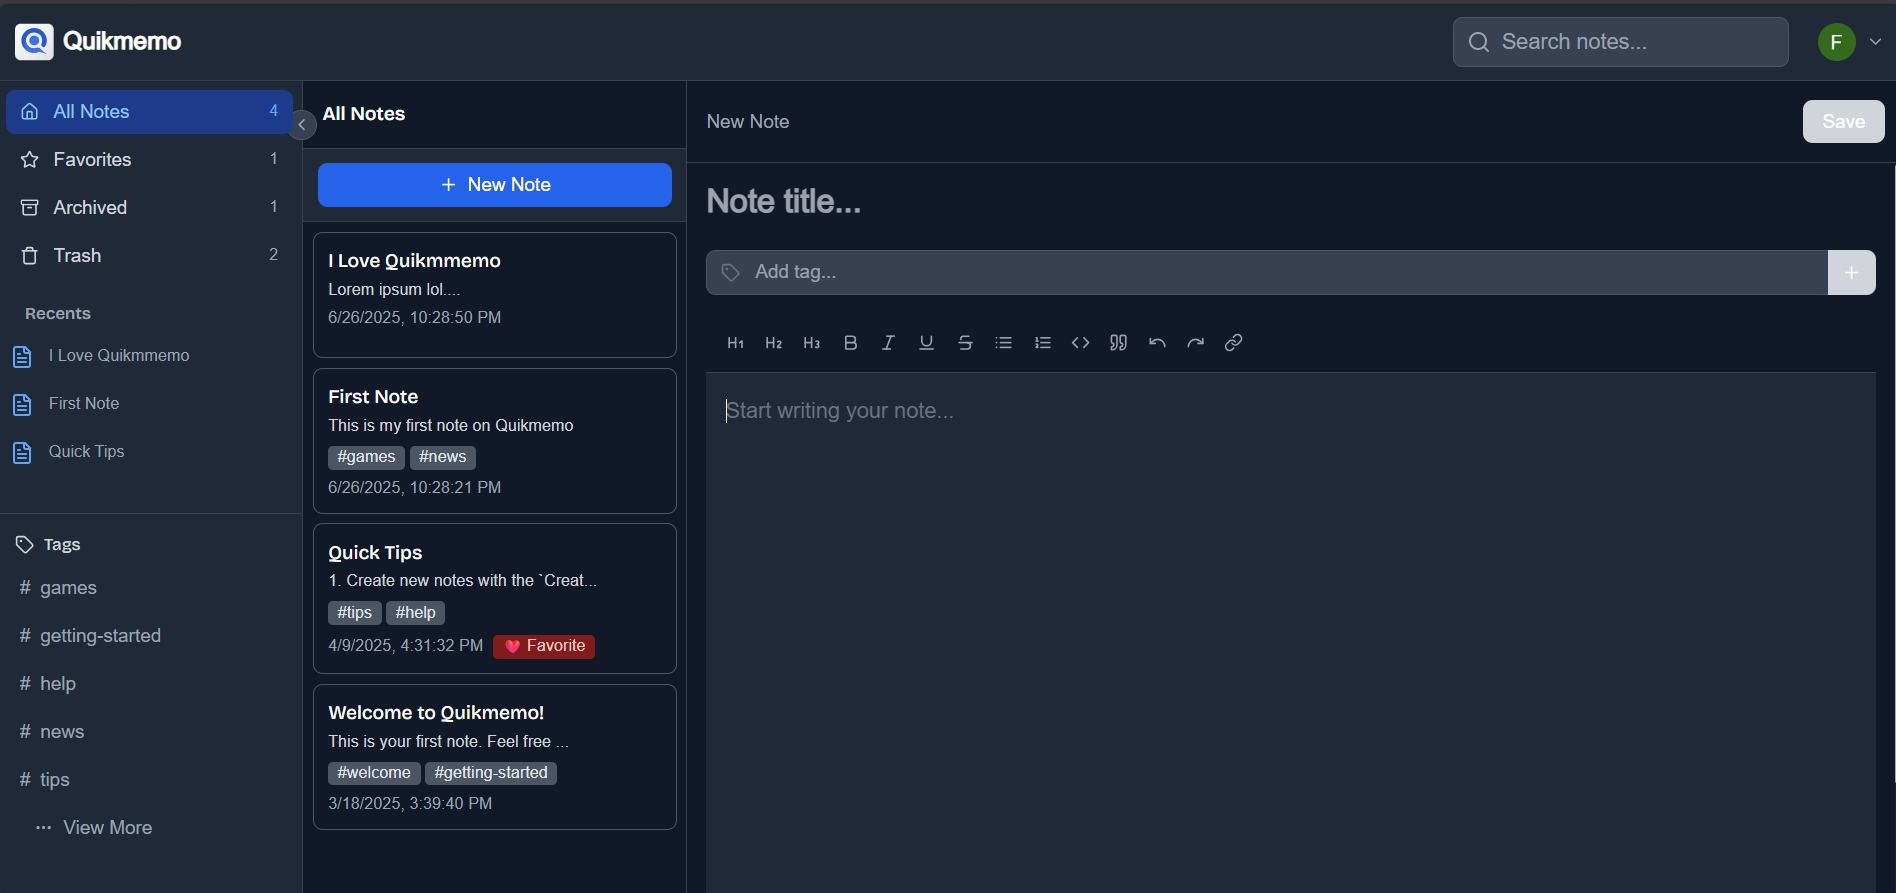 Quikmemo
Search notes...
F
All Notes 4
Favorites 1
Archived 1
Trash 2
Recents
I Love Quikmmemo
First Note
Quick Tips
Tags
# games
# getting-started
# help
# news
# tips
... View More
All Notes
+ New Note
I Love Quikmmemo
Lorem ipsum lol....
6/26/2025, 10:28:50 PM
First Note
This is my first note on Quikmemo
#games #news
6/26/2025, 10:28:21 PM
Quick Tips
1. Create new notes with the `Creat...
#tips #help
4/9/2025, 4:31:32 PM Favorite
Welcome to Quikmemo!
This is your first note. Feel free ...
#welcome #getting-started
3/18/2025, 3:39:40 PM
New Note
Save
Note title...
Add tag... +
H1 H2 H3 B I U S
Start writing your note...